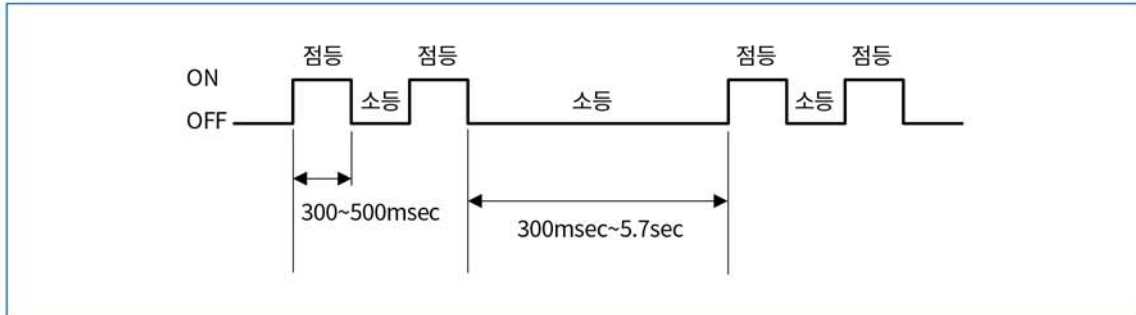 점등 점등 점등 점등
ON
소등 소등 소등
OFF
300~500msec
300msec~5.7sec